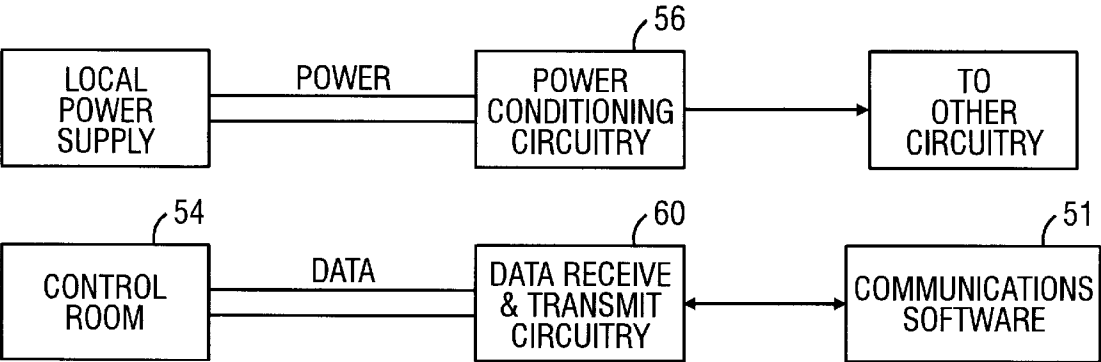 56
LOCAL
POWER
SUPPLY
POWER
POWER
CONDITIONING
CIRCUITRY
TO
OTHER
CIRCUITRY
54
60
51
CONTROL
ROOM
DATA
DATA RECEIVE
& TRANSMIT
CIRCUITRY
COMMUNICATIONS
SOFTWARE